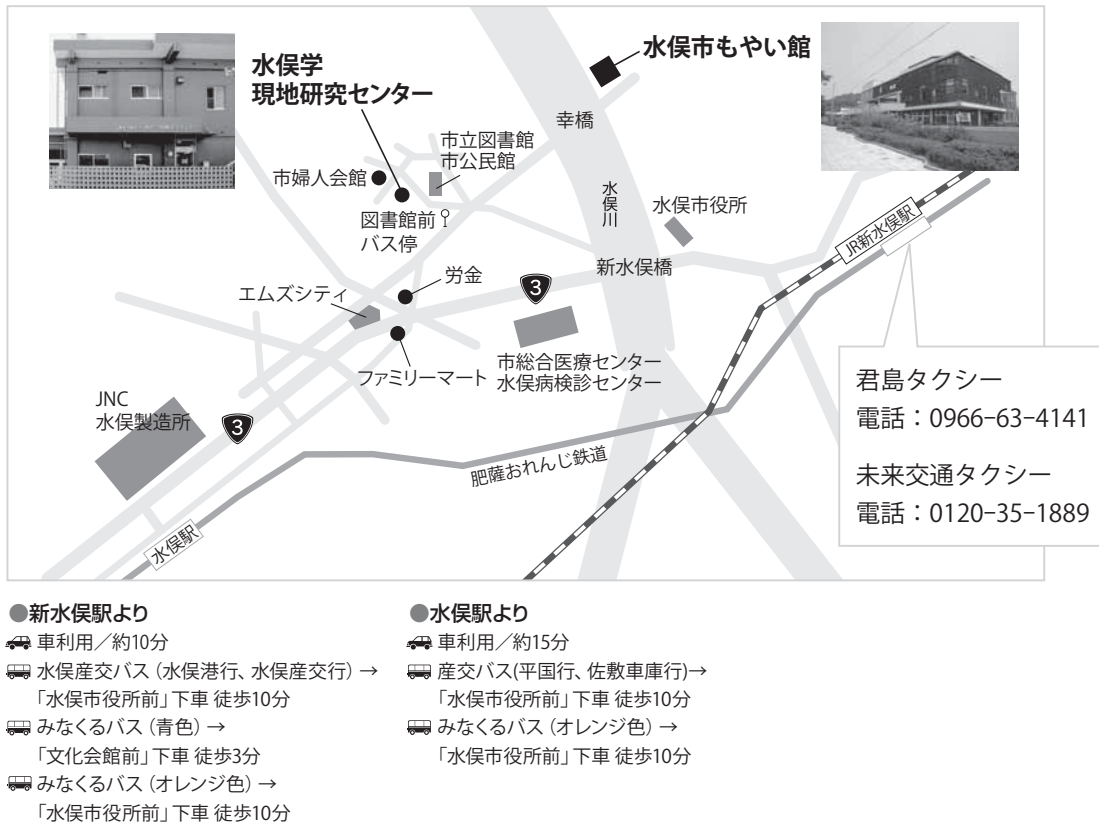 水俣学
現地研究センター
水俣市もやい館
幸橋
市立図書館
市公民館
市婦人会館
図書館前
バス停
水俣川
水俣市役所
JR新水俣駅
新水俣橋
労金
3
エムズシティ
ファミリーマート
市総合医療センター
水俣病検診センター
JNC
水俣製造所
3
肥薩おれんじ鉄道
水俣駅
君島タクシー
電話：0966-63-4141
未来交通タクシー
電話：0120-35-1889
●新水俣駅より
車利用／約10分
水俣産交バス（水俣港行、水俣産交行）→
「水俣市役所前」下車 徒歩10分
みなくるバス（青色）→
「文化会館前」下車 徒歩3分
みなくるバス（オレンジ色）→
「水俣市役所前」下車 徒歩10分
●水俣駅より
車利用／約15分
産交バス(平国行、佐敷車庫行)→
「水俣市役所前」下車 徒歩10分
みなくるバス（オレンジ色）→
「水俣市役所前」下車 徒歩10分